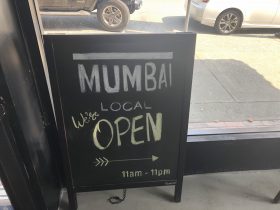 MUMBAI
LOCAL
We're
OPEN
11am - 11pm